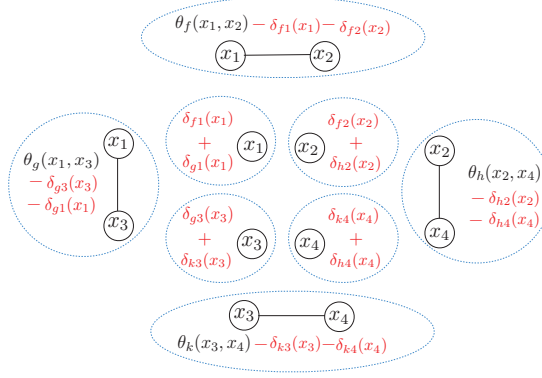 θ_f(x_1, x_2) − δ_{f1}(x_1) − δ_{f2}(x_2)
x_1 x_2
x_1
θ_g(x_1, x_3)
− δ_{g3}(x_3)
− δ_{g1}(x_1)
x_3
δ_{f1}(x_1)
+
δ_{g1}(x_1)
x_1
δ_{f2}(x_2)
+
δ_{h2}(x_2)
x_2
x_2
θ_h(x_2, x_4)
− δ_{h2}(x_2)
− δ_{h4}(x_4)
x_4
δ_{g3}(x_3)
+
δ_{k3}(x_3)
x_3
δ_{k4}(x_4)
+
δ_{h4}(x_4)
x_4
x_3 x_4
θ_k(x_3, x_4) − δ_{k3}(x_3) − δ_{k4}(x_4)